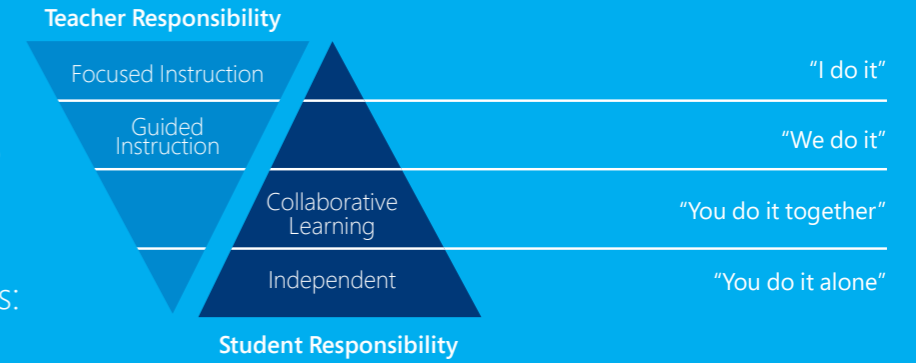 Teacher Responsibility
Focused Instruction
"I do it"
Guided
Instruction
"We do it"
Collaborative
Learning
"You do it together"
s:
Independent
"You do it alone"
Student Responsibility